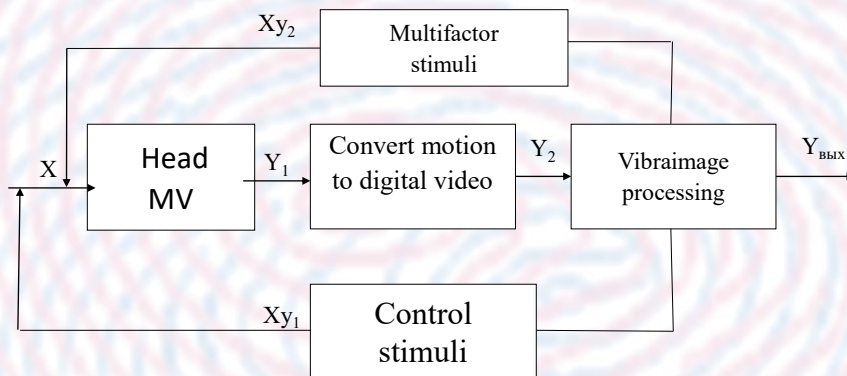 Xy₂
Multifactor
stimuli
X
Head
MV
Y₁
Convert motion
to digital video
Y₂
Vibraimage
processing
Yвых
Xy₁
Control
stimuli